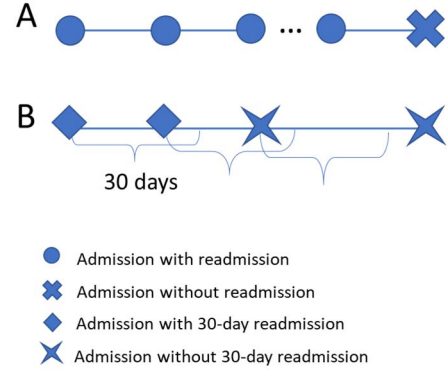 A
...
B
30 days
Admission with readmission
Admission without readmission
Admission with 30-day readmission
Admission without 30-day readmission